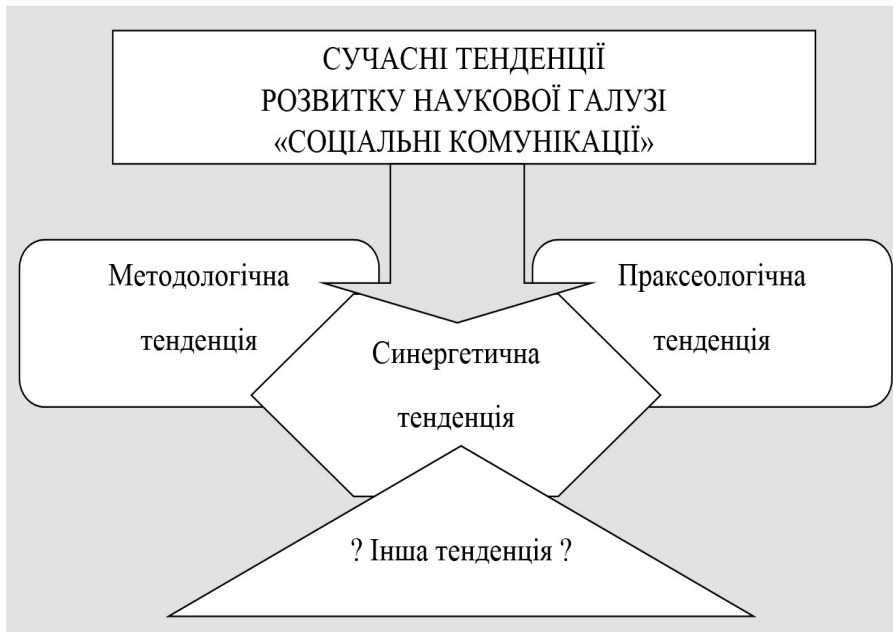 СУЧАСНІ ТЕНДЕНЦІЇ
РОЗВИТКУ НАУКОВОЇ ГАЛУЗІ
«СОЦІАЛЬНІ КОМУНІКАЦІЇ»
Методологічна
тенденція
Праксеологічна
тенденція
Синергетична
тенденція
? Інша тенденція ?